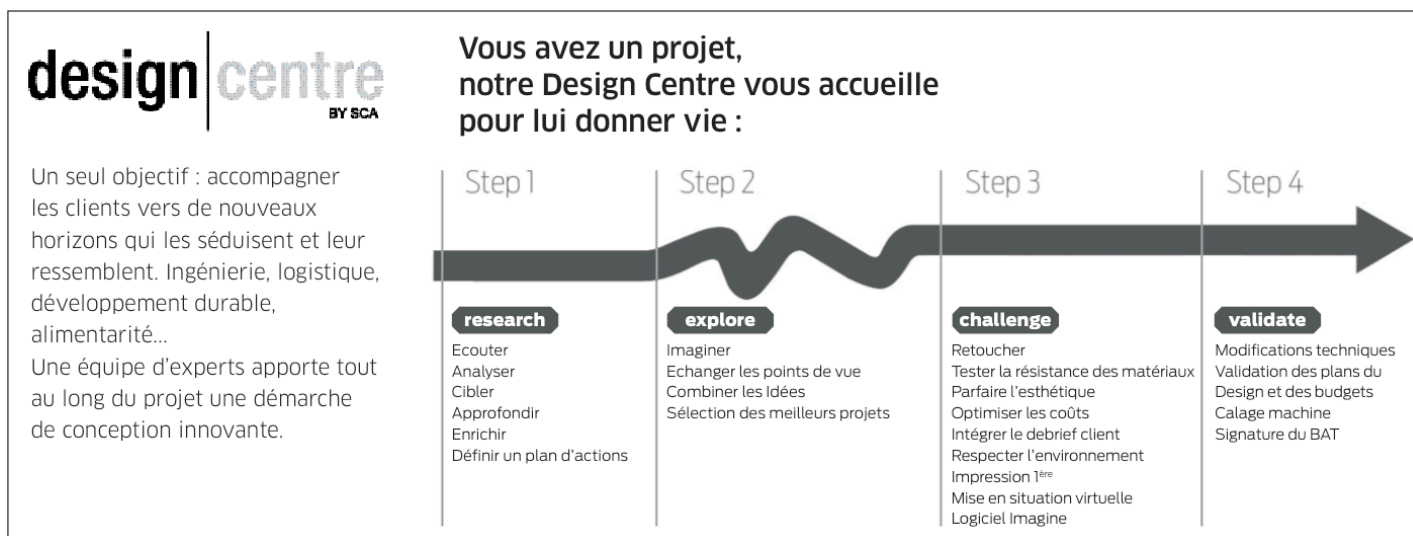 design centre
BY SCA
Un seul objectif : accompagner
les clients vers de nouveaux
horizons qui les séduisent et leur
ressemblent. Ingénierie, logistique,
développement durable,
alimentarité...
Une équipe d'experts apporte tout
au long du projet une démarche
de conception innovante.
Vous avez un projet,
notre Design Centre vous accueille
pour lui donner vie :
Step 1
research
Ecouter
Analyser
Cibler
Approfondir
Enrichir
Définir un plan d'actions
Step 2
explore
Imaginer
Echanger les points de vue
Combiner les Idées
Sélection des meilleurs projets
Step 3
challenge
Retoucher
Tester la résistance des matériaux
Parfaire l'esthétique
Optimiser les coûts
Intégrer le debrief client
Respecter l'environnement
Impression 1ère
Mise en situation virtuelle
Logiciel Imagine
Step 4
validate
Modifications techniques
Validation des plans du
Design et des budgets
Calage machine
Signature du BAT